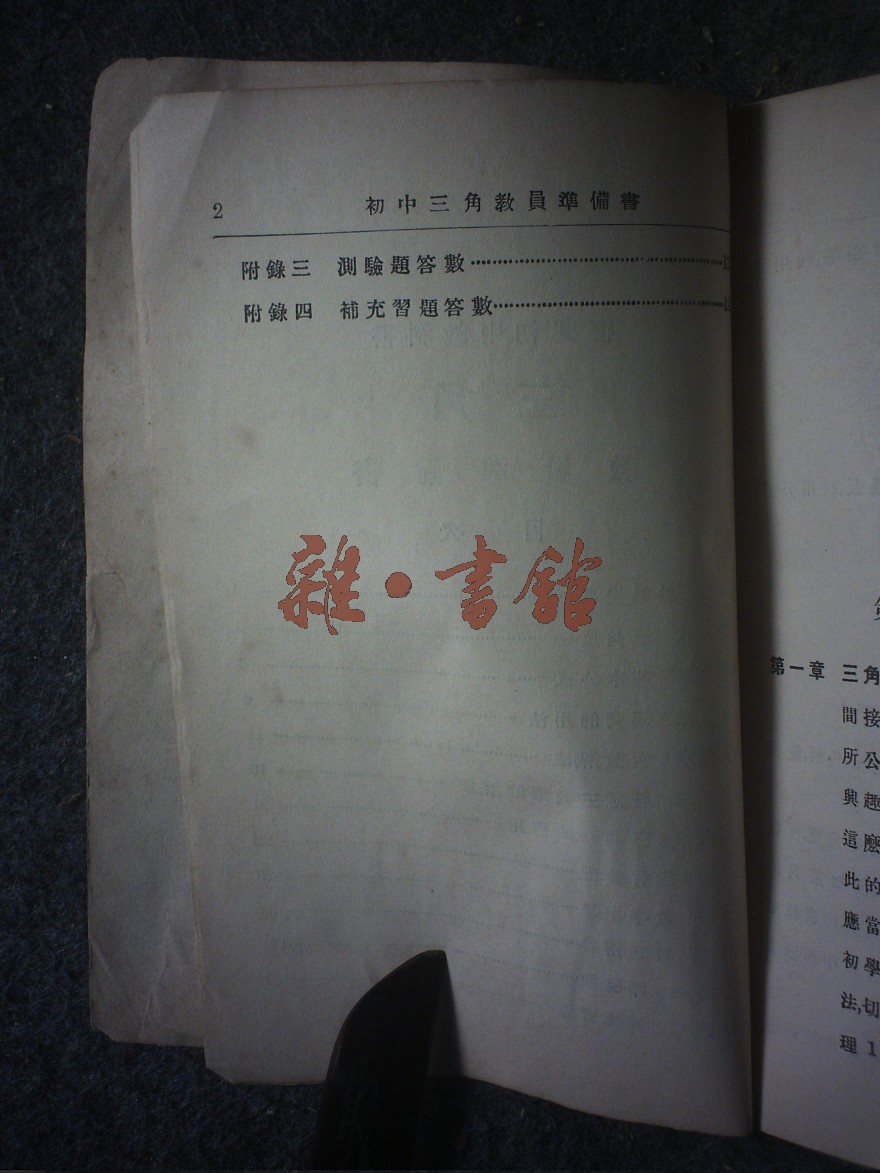 2 初中三角教員準備書
附錄三 測驗題答數
附錄四 補充習題答數
雜·書館
第一章 三角
間接
所公
興趣
這麼
此的
應當
初學
法,切
理1